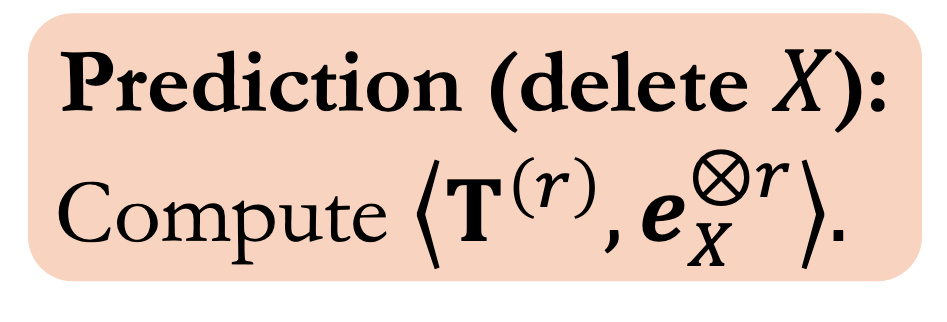 Prediction (delete X):
Compute ⟨T^(r), e_X^⊗r⟩.